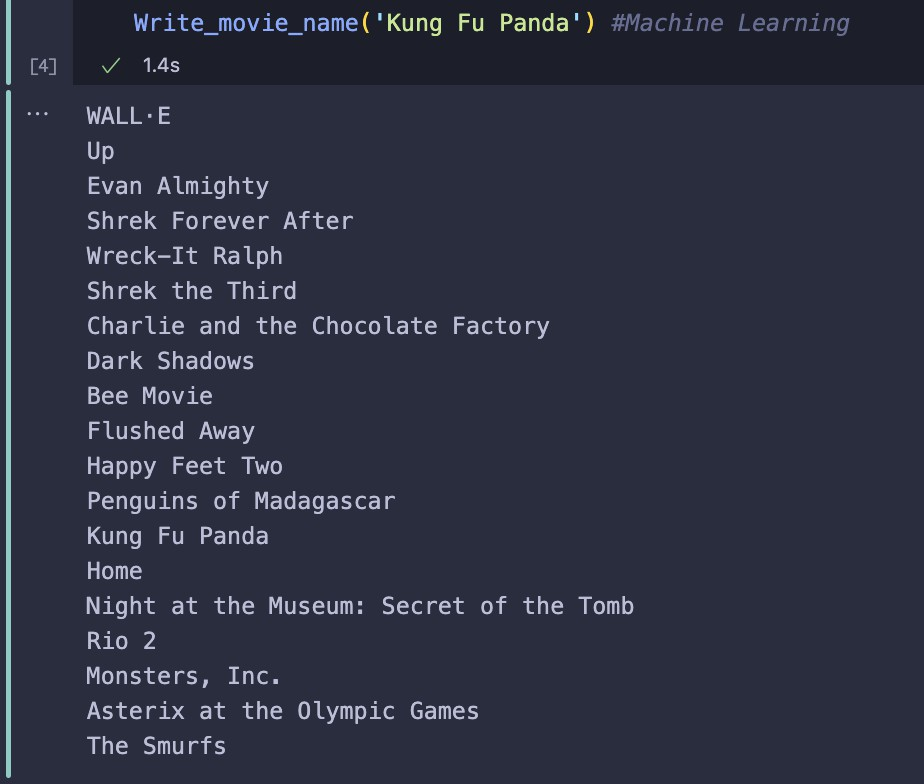 Write_movie_name('Kung Fu Panda') #Machine Learning
[4] ✓ 1.4s
... WALL·E
Up
Evan Almighty
Shrek Forever After
Wreck-It Ralph
Shrek the Third
Charlie and the Chocolate Factory
Dark Shadows
Bee Movie
Flushed Away
Happy Feet Two
Penguins of Madagascar
Kung Fu Panda
Home
Night at the Museum: Secret of the Tomb
Rio 2
Monsters, Inc.
Asterix at the Olympic Games
The Smurfs